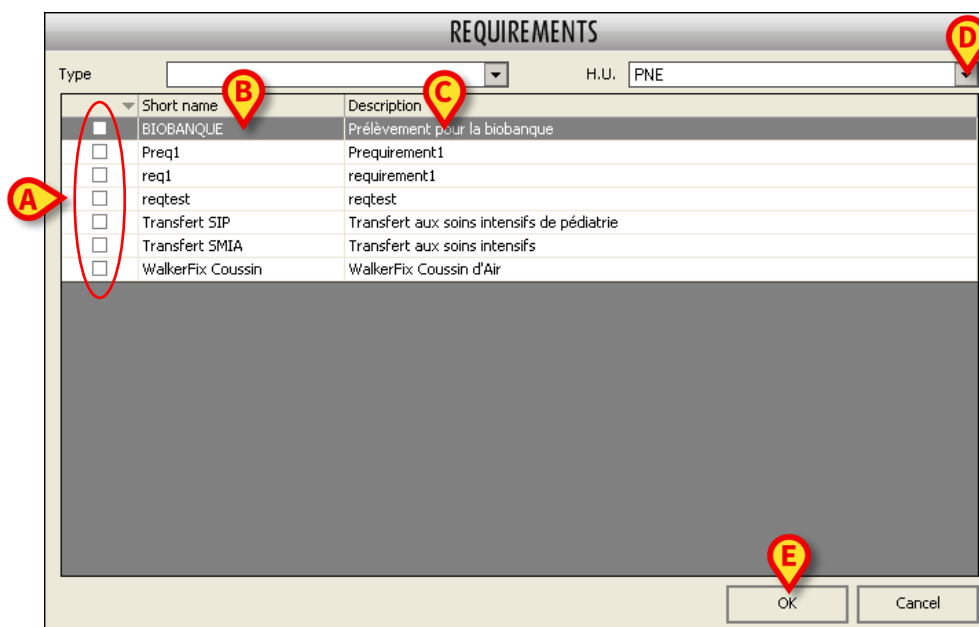 REQUIREMENTS
D
Type H.U. PNE
B C
Short name Description
BIOBANQUE Prélèvement pour la biobanque
Preq1 Prequirement1
req1 requirement1
A
reqtest reqtest
Transfert SIP Transfert aux soins intensifs de pédiatrie
Transfert SMIA Transfert aux soins intensifs
WalkerFix Coussin WalkerFix Coussin d'Air
E
OK Cancel